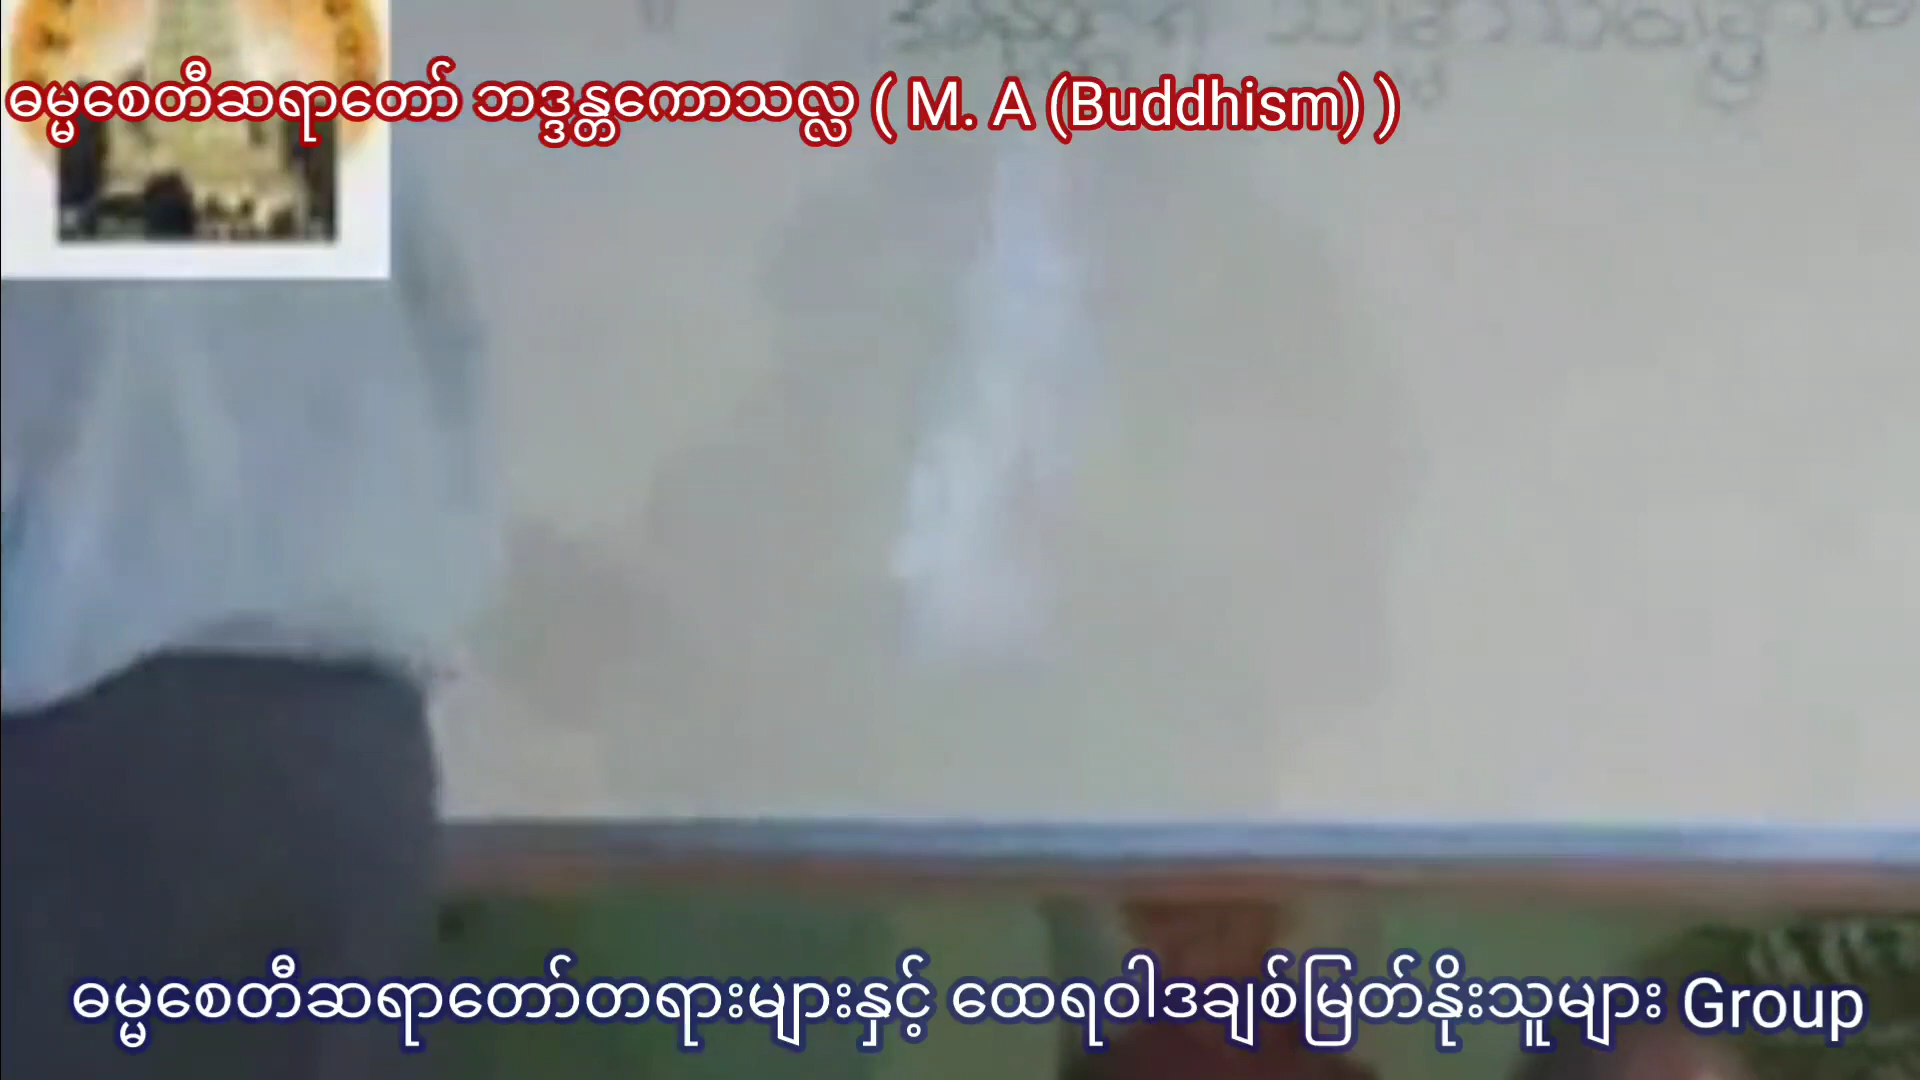 ဓမ္မစေတီဆရာတော် ဘဒ္ဒန္တကောသလ္လ ( M. A (Buddhism) )
ဓမ္မစေတီဆရာတော်တရားများနှင့် ထေရဝါဒချစ်မြတ်နိုးသူများ Group